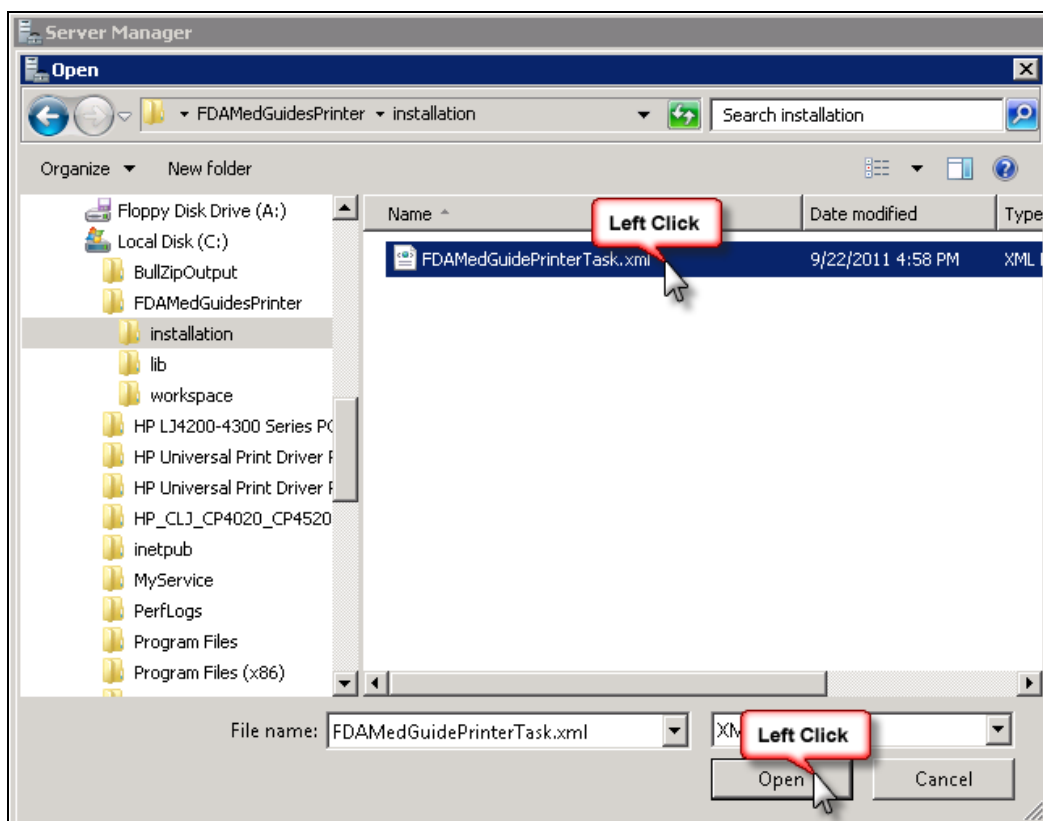 Server Manager
Open
FDAMedGuidesPrinter installation
Search installation
Organize New folder
Floppy Disk Drive (A:)
Local Disk (C:)
BullZipOutput
FDAMedGuidesPrinter
installation
lib
workspace
HP LJ4200-4300 Series
HP Universal Print Driver
HP Universal Print Driver
HP_CLJ_CP4020_CP4520
inetpub
MyService
PerfLogs
Program Files
Program Files (x86)
Name Date modified Type
Left Click
FDAMedGuidePrinterTask.xml 9/22/2011 4:58 PM XML
File name: FDAMedGuidePrinterTask.xml
Left Click
Open Cancel